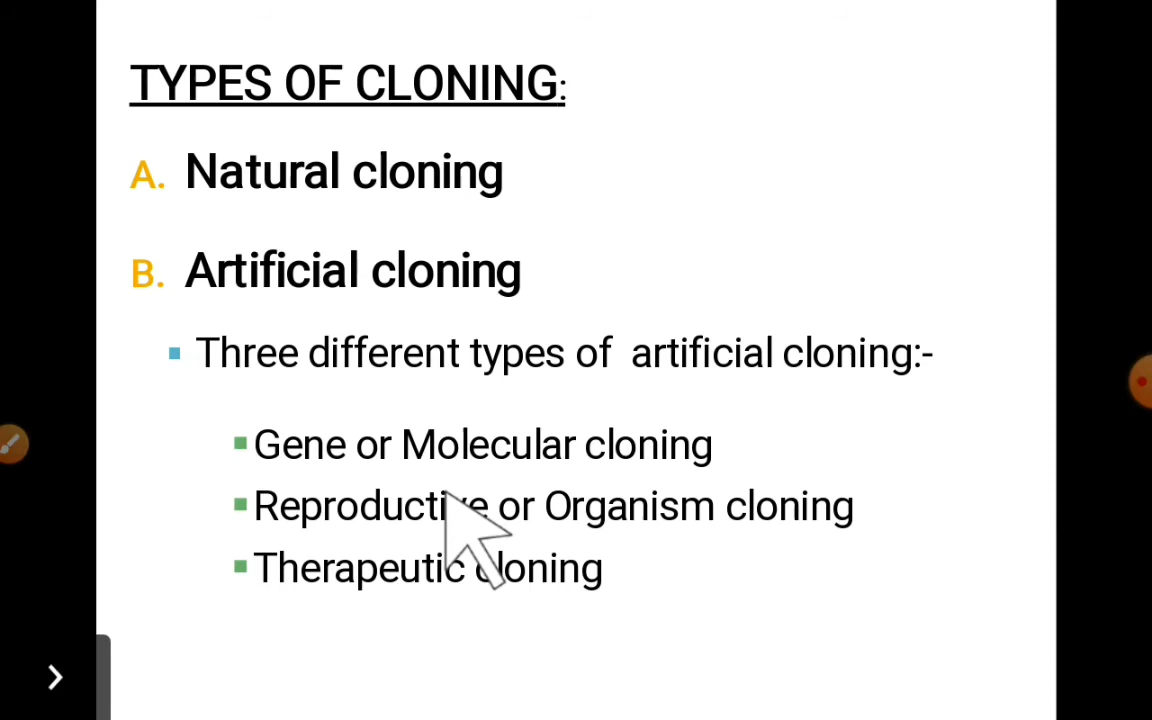 TYPES OF CLONING:
A. Natural cloning
B. Artificial cloning
▪ Three different types of artificial cloning:-
▪ Gene or Molecular cloning
▪ Reproductive or Organism cloning
▪ Therapeutic cloning